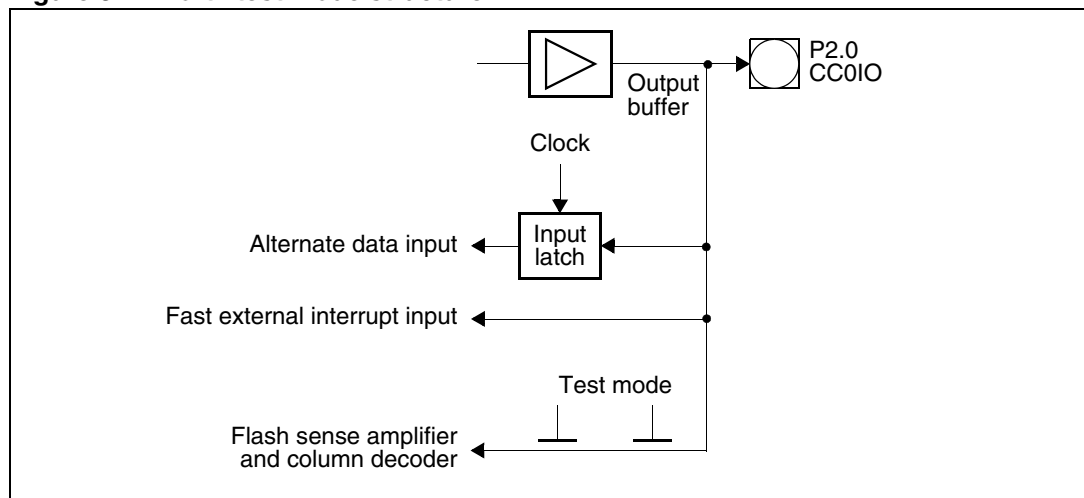 P2.0
CC0IO
Output
buffer
Clock
Input
latch
Alternate data input
Fast external interrupt input
Test mode
Flash sense amplifier
and column decoder